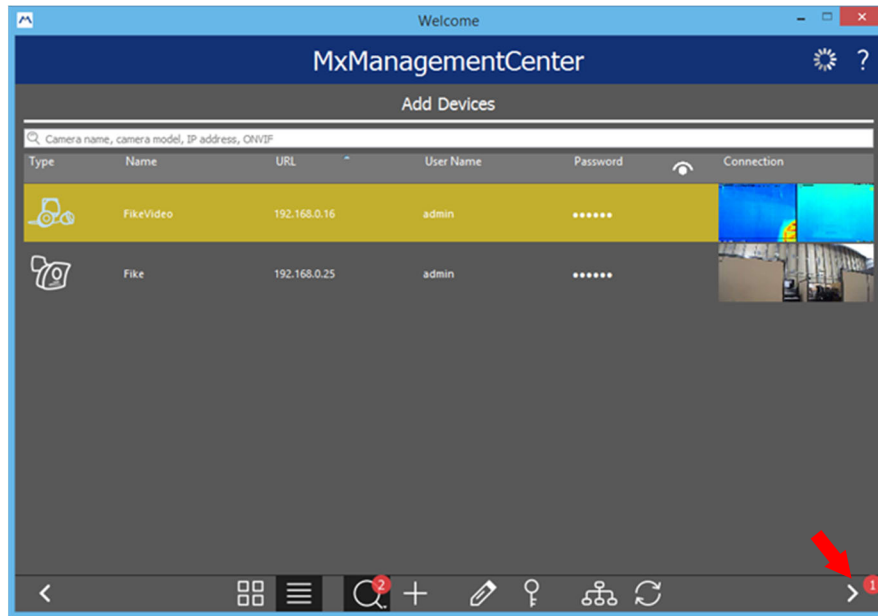 Welcome
MxManagementCenter
?
Add Devices
Camera name, camera model, IP address, ONVIF
Type Name URL User Name Password Connection
FikeVideo 192.168.0.16 admin ••••••
Fike 192.168.0.25 admin ••••••
2
1